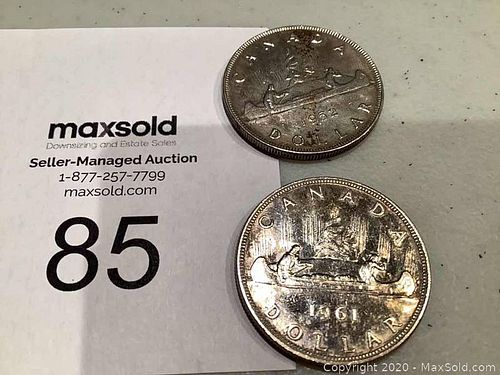 maxsold
Downsizing and Estate Sales
Seller-Managed Auction
1-877-257-7799
maxsold.com
85
CANADA
1952
DOLLAR
CANADA
1961
DOLLAR
Copyright © 2020 - MaxSold.com